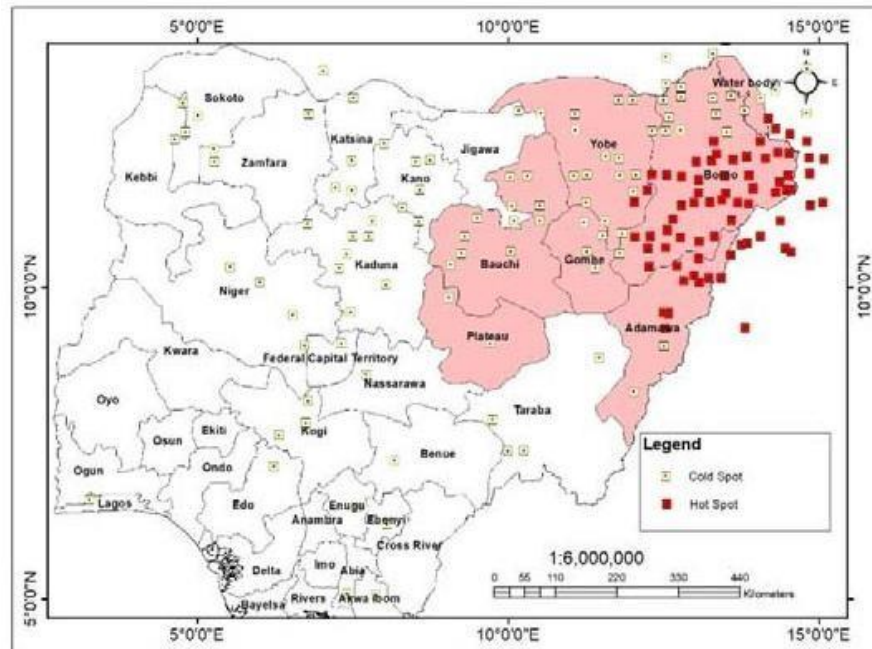 5°0'0"E 10°0'0"E 15°0'0"E
N
E
Sokoto
Water body
Katsina
Jigawa
Yobe
Kebbi
Zamfara
Kano
Borno
10°0'0"N
10°0'0"N
Kaduna
Bauchi
Gombe
Niger
Plateau
Adamawa
Kwara
Federal Capital Territory
Nassarawa
Oyo
Taraba
Osun
Ekiti
Kogi
Benue
Legend
Cold Spot
Hot Spot
Ogun
Ondo
Lagos
Edo
Enugu
Anambra
Ebonyi
Cross River
Imo
Abia
Delta
1:6,000,000
0 55 110 220 330 440
Kilometers
Bayelsa
Rivers
Akwa Ibom
5°0'0"N
5°0'0"N
5°0'0"E 10°0'0"E 15°0'0"E